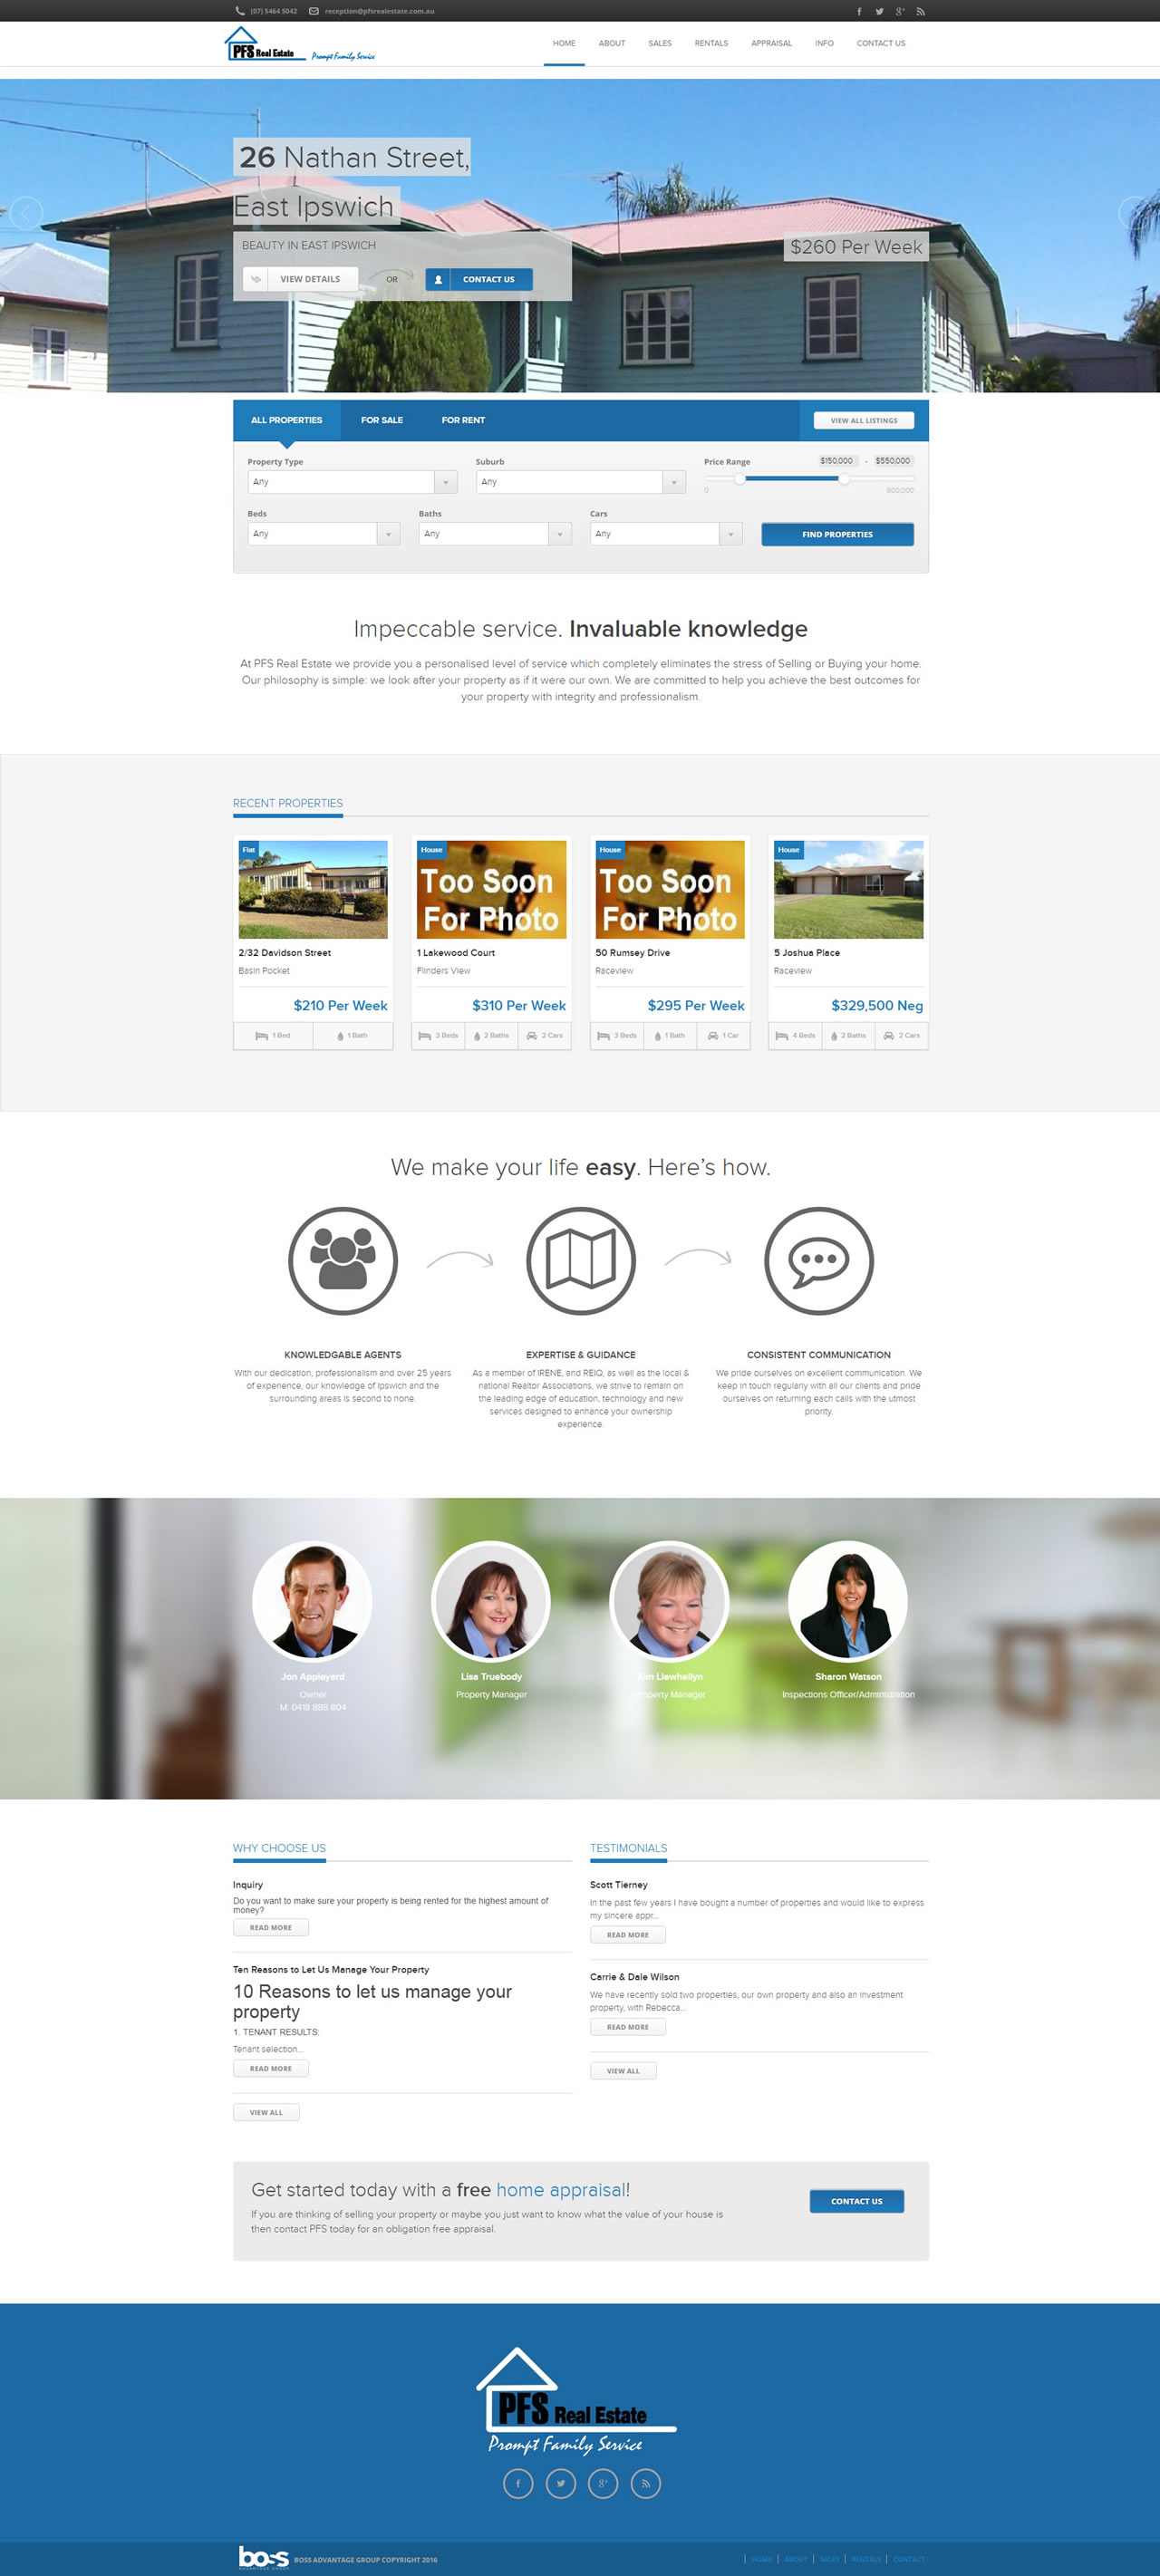 (07) 5464 5042 reception@pfsrealestate.com.au
PFS Real Estate Prompt Family Service
HOME ABOUT SALES RENTALS APPRAISAL INFO CONTACT US
26 Nathan Street,
East Ipswich
BEAUTY IN EAST IPSWICH
VIEW DETAILS OR CONTACT US
$260 Per Week
ALL PROPERTIES FOR SALE FOR RENT VIEW ALL LISTINGS
Property Type Suburb Price Range $150,000 - $550,000
Any Any
0 800,000
Beds Baths Cars
Any Any Any FIND PROPERTIES
Impeccable service. Invaluable knowledge
At PFS Real Estate we provide you a personalised level of service which completely eliminates the stress of Selling or Buying your home.
Our philosophy is simple: we look after your property as if it were our own. We are committed to help you achieve the best outcomes for
your property with integrity and professionalism.
RECENT PROPERTIES
Flat
2/32 Davidson Street
Basin Pocket
$210 Per Week
1 Bed 1 Bath
House
Too Soon
For Photo
1 Lakewood Court
Flinders View
$310 Per Week
3 Beds 2 Baths 2 Cars
House
Too Soon
For Photo
50 Rumsey Drive
Raceview
$295 Per Week
3 Beds 1 Bath 1 Car
House
5 Joshua Place
Raceview
$329,500 Neg
4 Beds 2 Baths 2 Cars
We make your life easy. Here's how.
KNOWLEDGABLE AGENTS
With our dedication, professionalism and over 25 years
of experience, our knowledge of Ipswich and the
surrounding areas is second to none.
EXPERTISE & GUIDANCE
As a member of IRENE, and REIQ, as well as the local &
national Realtor Associations, we strive to remain on
the leading edge of education, technology and new
services designed to enhance your ownership
experience.
CONSISTENT COMMUNICATION
We pride ourselves on excellent communication. We
keep in touch regularly with all our clients and pride
ourselves on returning each calls with the utmost
priority.
Jon Appleyard
Owner
M: 0418 888 804
Lisa Truebody
Property Manager
Llewhellyn
Manager
Sharon Watson
Inspections Officer/Administration
WHY CHOOSE US
Inquiry
Do you want to make sure your property is being rented for the highest amount of
money?
READ MORE
Ten Reasons to Let Us Manage Your Property
10 Reasons to let us manage your
property
1. TENANT RESULTS:
Tenant selection...
READ MORE
VIEW ALL
TESTIMONIALS
Scott Tierney
In the past few years I have bought a number of properties and would like to express
my sincere appr...
READ MORE
Carrie & Dale Wilson
We have recently sold two properties, our own property and also an investment
property, with Rebecca...
READ MORE
VIEW ALL
Get started today with a free home appraisal!
If you are thinking of selling your property or maybe you just want to know what the value of your house is
then contact PFS today for an obligation free appraisal.
CONTACT US
PFS Real Estate
Prompt Family Service
boss
ADVANTAGE GROUP
BOSS ADVANTAGE GROUP COPYRIGHT 2016
HOME ABOUT SALES RENTALS CONTACT